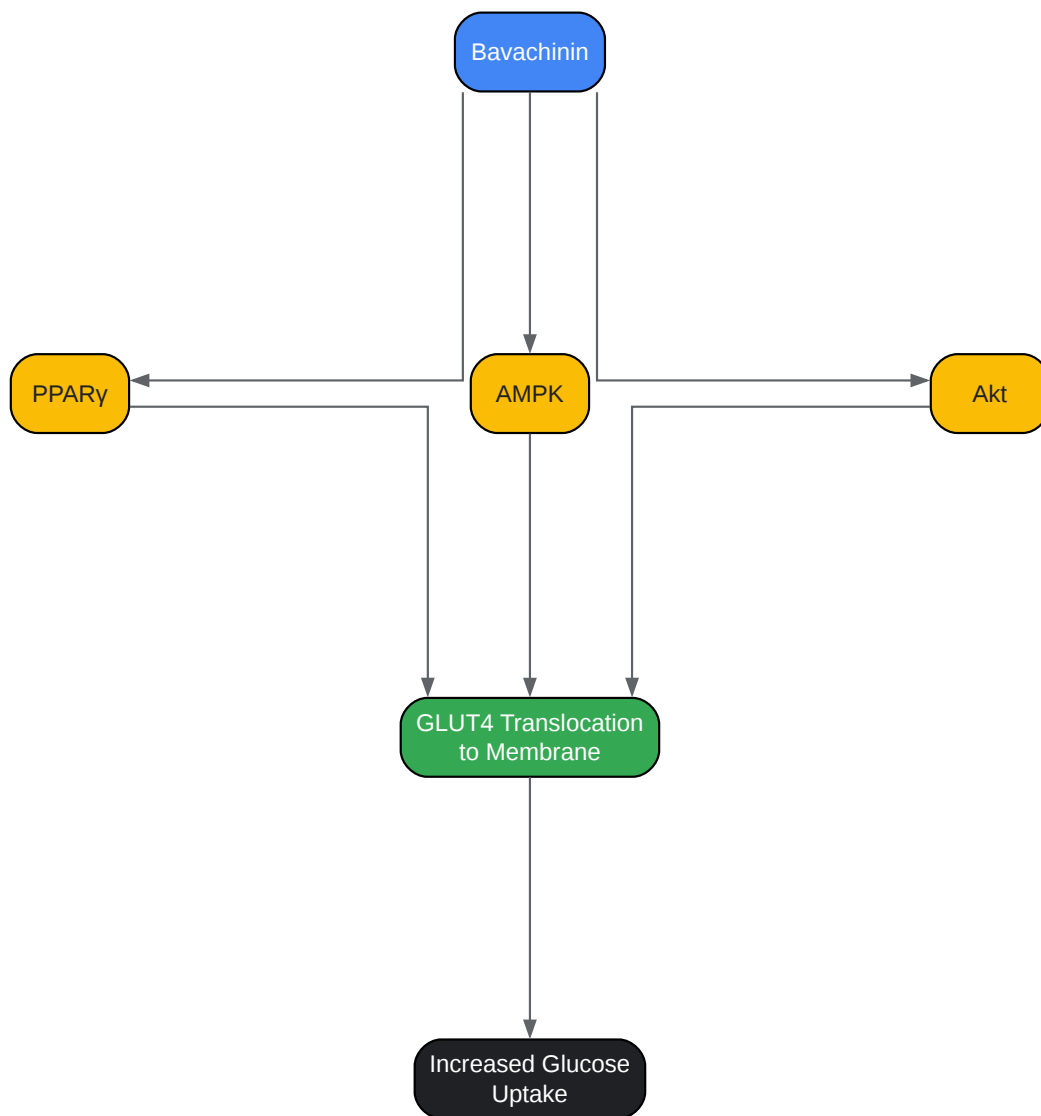 Bavachinin
PPARγ
AMPK
Akt
GLUT4 Translocation
to Membrane
Increased Glucose
Uptake